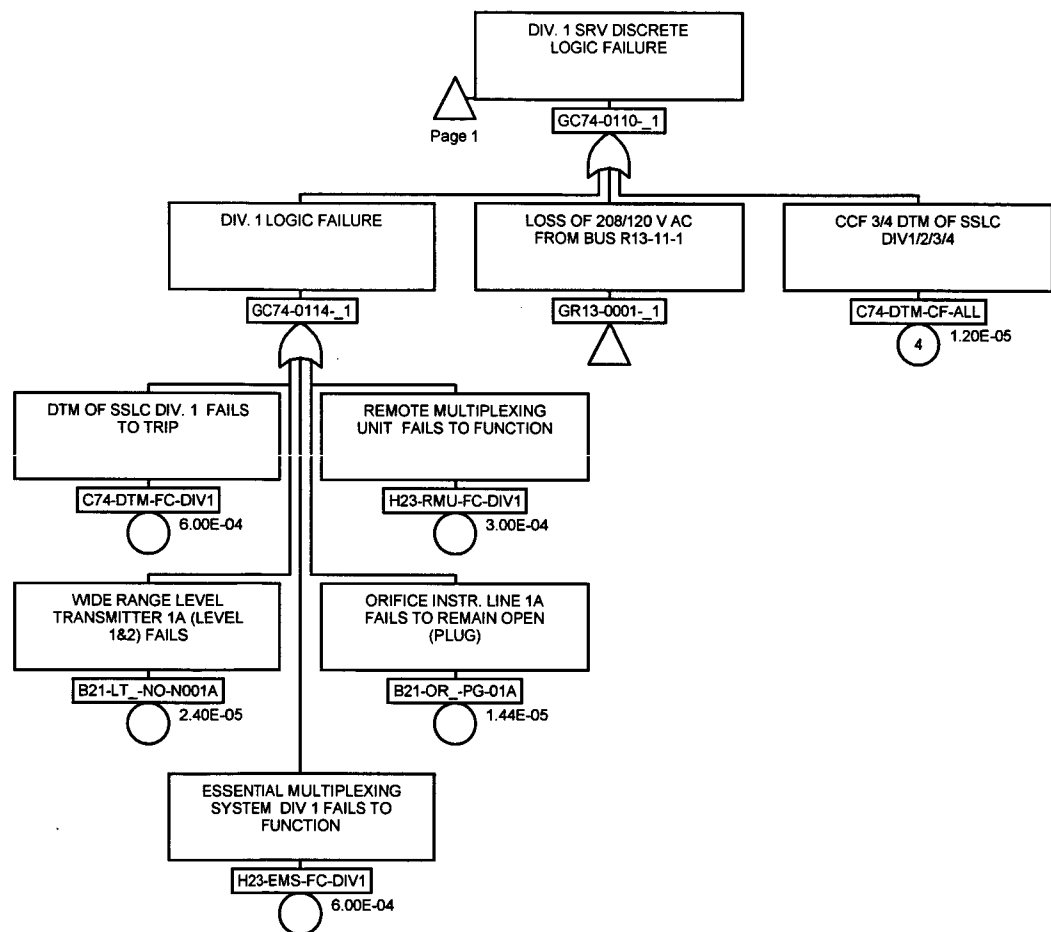 DIV. 1 SRV DISCRETE
LOGIC FAILURE
Page 1
GC74-0110-_1
DIV. 1 LOGIC FAILURE
LOSS OF 208/120 V AC
FROM BUS R13-11-1
CCF 3/4 DTM OF SSLC
DIV1/2/3/4
GC74-0114-_1
GR13-0001-_1
C74-DTM-CF-ALL
4
1.20E-05
DTM OF SSLC DIV. 1 FAILS
TO TRIP
REMOTE MULTIPLEXING
UNIT FAILS TO FUNCTION
C74-DTM-FC-DIV1
6.00E-04
H23-RMU-FC-DIV1
3.00E-04
WIDE RANGE LEVEL
TRANSMITTER 1A (LEVEL
1&2) FAILS
ORIFICE INSTR. LINE 1A
FAILS TO REMAIN OPEN
(PLUG)
B21-LT_-NO-N001A
2.40E-05
B21-OR_-PG-01A
1.44E-05
ESSENTIAL MULTIPLEXING
SYSTEM DIV 1 FAILS TO
FUNCTION
H23-EMS-FC-DIV1
6.00E-04